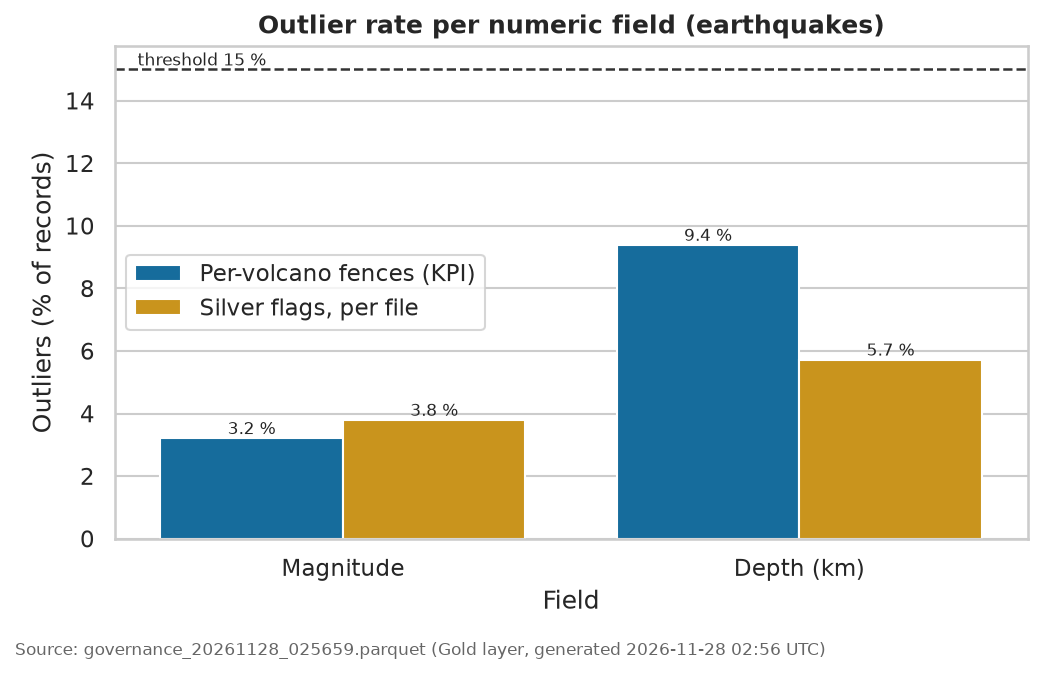 Outlier rate per numeric field (earthquakes)
threshold 15 %
14
12
10
8
6
4
2
0
Outliers (% of records)
Per-volcano fences (KPI)
Silver flags, per file
3.2 %
3.8 %
9.4 %
5.7 %
Magnitude
Depth (km)
Field
Source: governance_20261128_025659.parquet (Gold layer, generated 2026-11-28 02:56 UTC)